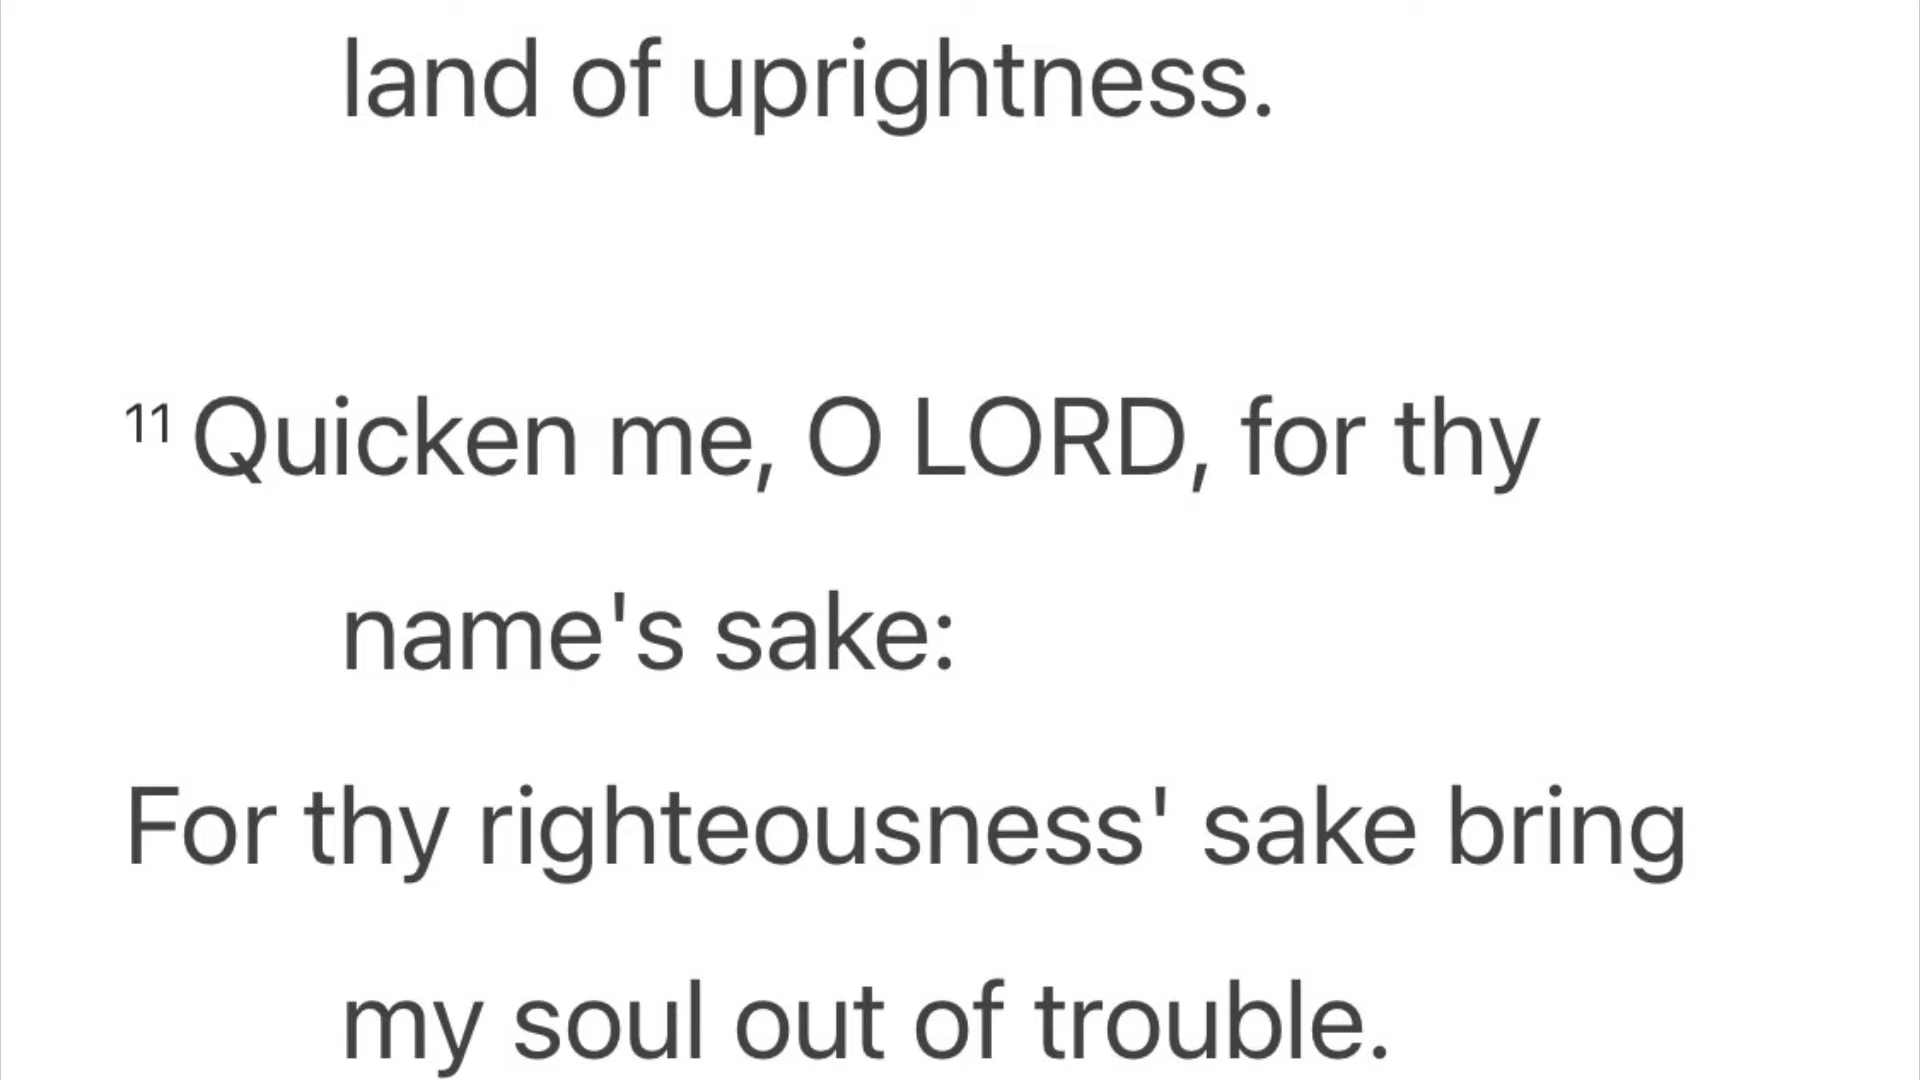 land of uprightness.
11 Quicken me, O LORD, for thy
name's sake:
For thy righteousness' sake bring
my soul out of trouble.